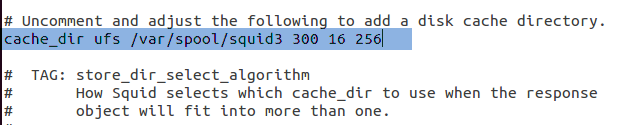 # Uncomment and adjust the following to add a disk cache directory.
cache_dir ufs /var/spool/squid3 300 16 256
#  TAG: store_dir_select_algorithm
#       How Squid selects which cache_dir to use when the response
#       object will fit into more than one.
#